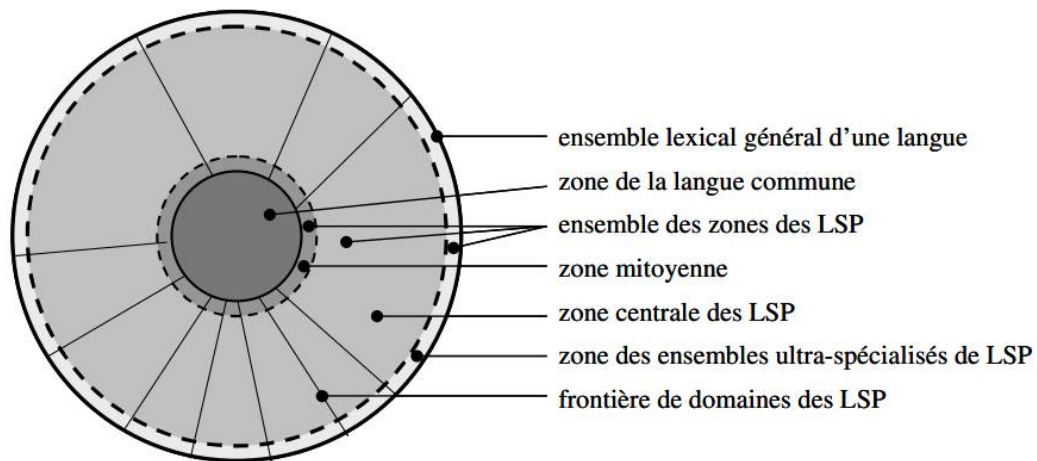 ensemble lexical général d’une langue
zone de la langue commune
ensemble des zones des LSP
zone mitoyenne
zone centrale des LSP
zone des ensembles ultra-spécialisés de LSP
frontière de domaines des LSP